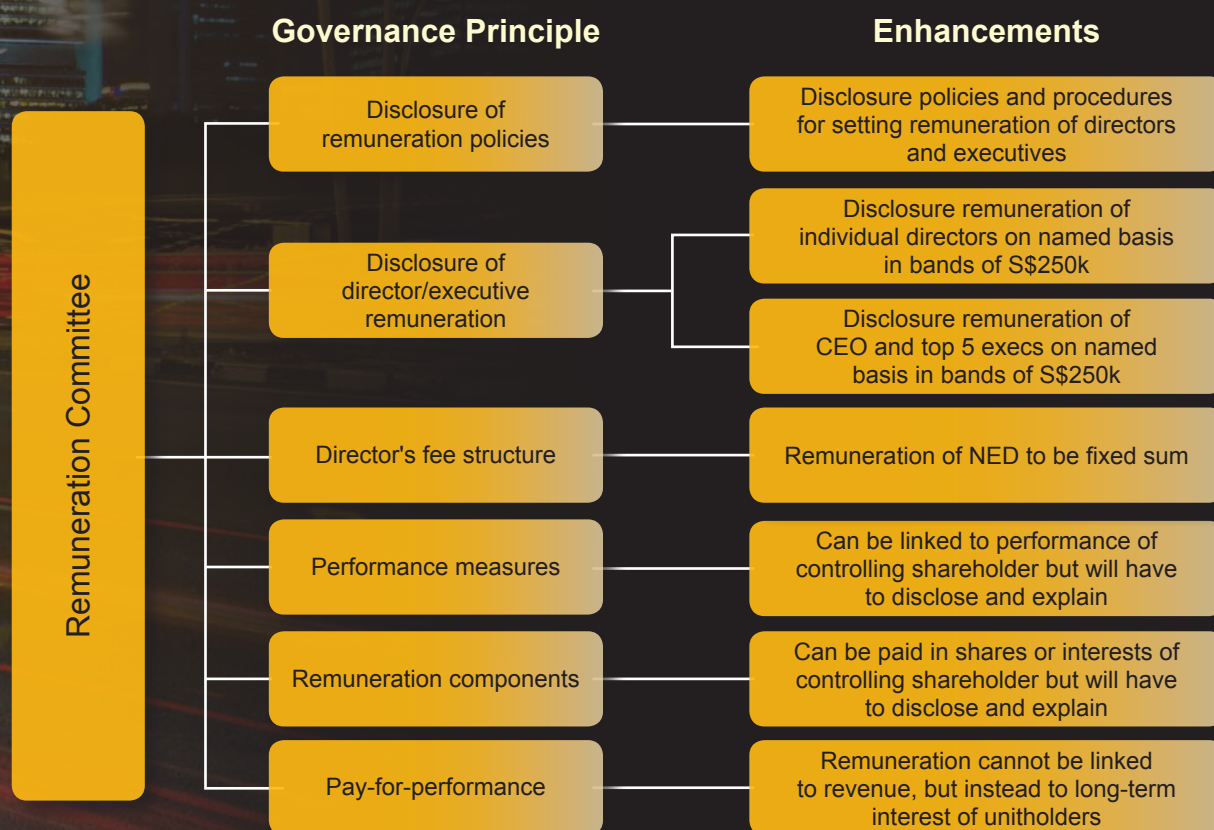 Governance Principle
Enhancements
Remuneration Committee
Disclosure of
remuneration policies
Disclosure policies and procedures
for setting remuneration of directors
and executives
Disclosure of
director/executive
remuneration
Disclosure remuneration of
individual directors on named basis
in bands of S$250k
Disclosure remuneration of
CEO and top 5 execs on named
basis in bands of S$250k
Director's fee structure
Remuneration of NED to be fixed sum
Performance measures
Can be linked to performance of
controlling shareholder but will have
to disclose and explain
Remuneration components
Can be paid in shares or interests of
controlling shareholder but will have
to disclose and explain
Pay-for-performance
Remuneration cannot be linked
to revenue, but instead to long-term
interest of unitholders